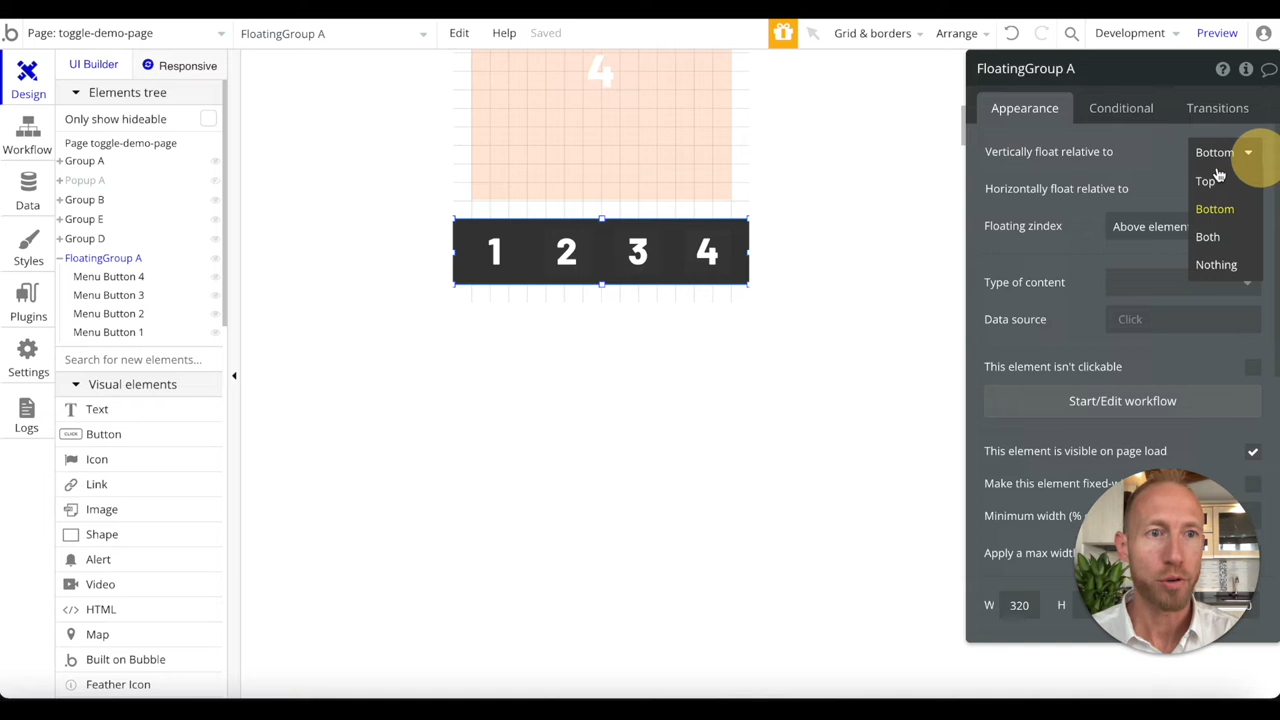 Page: toggle-demo-page
FloatingGroup A
Edit
Help
Saved
Grid & borders
Arrange
Development
Preview
Design
Workflow
Data
Styles
Plugins
Settings
Logs
UI Builder
Responsive
Elements tree
Only show hideable
Page toggle-demo-page
Group A
Popup A
Group B
Group E
Group D
FloatingGroup A
Menu Button 4
Menu Button 3
Menu Button 2
Menu Button 1
Search for new elements...
Visual elements
Text
CLICK Button
Icon
Link
Image
Shape
Alert
Video
HTML
Map
Built on Bubble
Feather Icon
4
1 2 3 4
FloatingGroup A
Appearance
Conditional
Transitions
Vertically float relative to
Bottom
Top
Bottom
Both
Nothing
Horizontally float relative to
Floating zindex
Above
Type of content
Data source
Click
This element isn't clickable
Start/Edit workflow
This element is visible on page load
Make this element
Minimum width (%
Apply a max
W 320 H